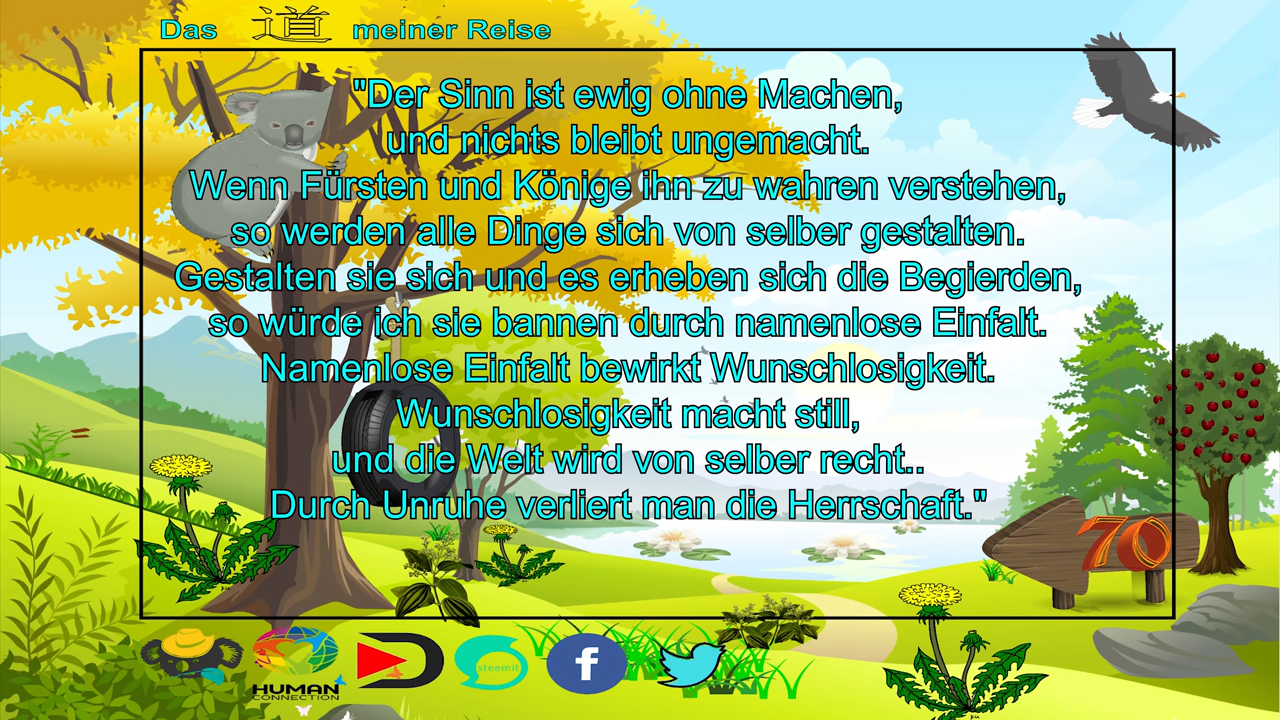 Das 道 meiner Reise
"Der Sinn ist ewig ohne Machen,
und nichts bleibt ungemacht.
Wenn Fürsten und Könige ihn zu wahren verstehen,
so werden alle Dinge sich von selber gestalten.
Gestalten sie sich und es erheben sich die Begierden,
so würde ich sie bannen durch namenlose Einfalt.
Namenlose Einfalt bewirkt Wunschlosigkeit.
Wunschlosigkeit macht still,
und die Welt wird von selber recht..
Durch Unruhe verliert man die Herrschaft."
70
HUMAN
CONNECTION
steemit
f